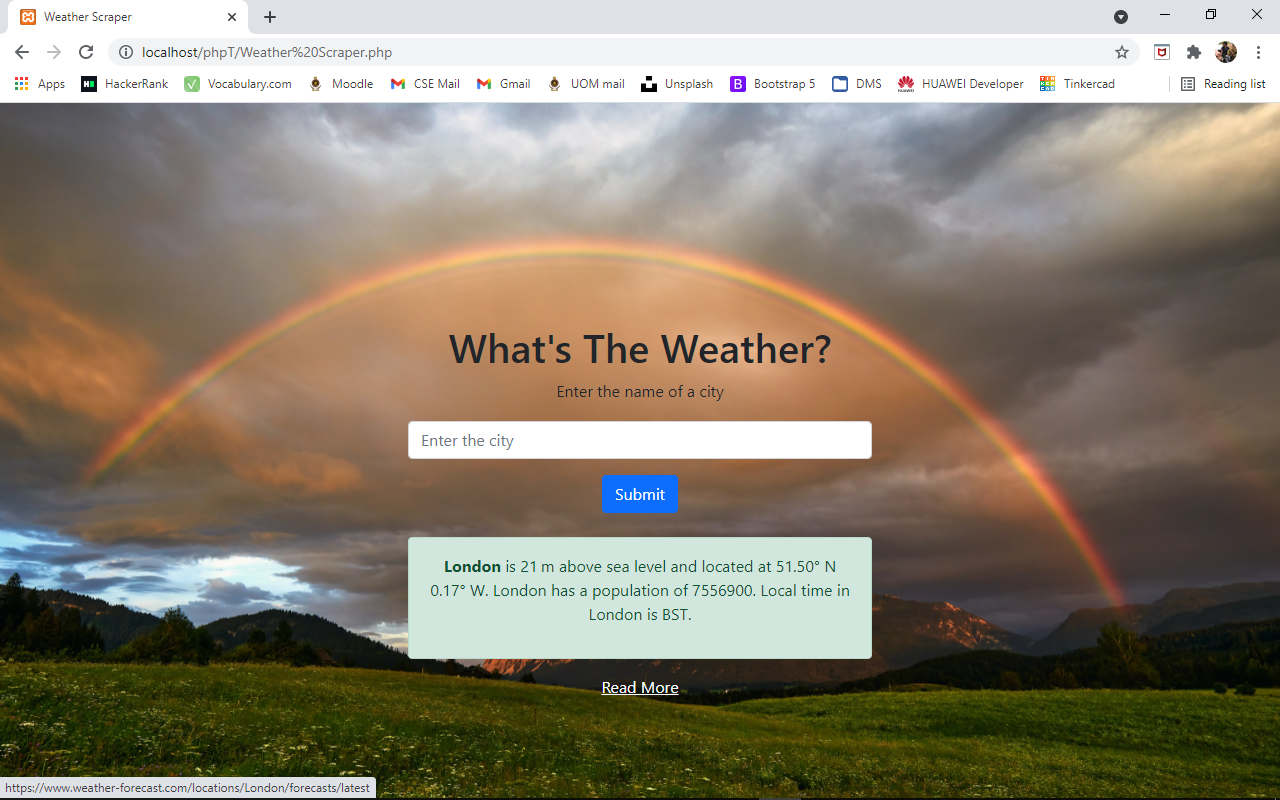 Weather Scraper
localhost/phpT/Weather%20Scraper.php
Apps HackerRank Vocabulary.com Moodle CSE Mail Gmail UOM mail Unsplash Bootstrap 5 DMS HUAWEI Developer Tinkercad Reading list
What's The Weather?
Enter the name of a city
Enter the city
Submit
London is 21 m above sea level and located at 51.50° N
0.17° W. London has a population of 7556900. Local time in
London is BST.
Read More
https://www.weather-forecast.com/locations/London/forecasts/latest